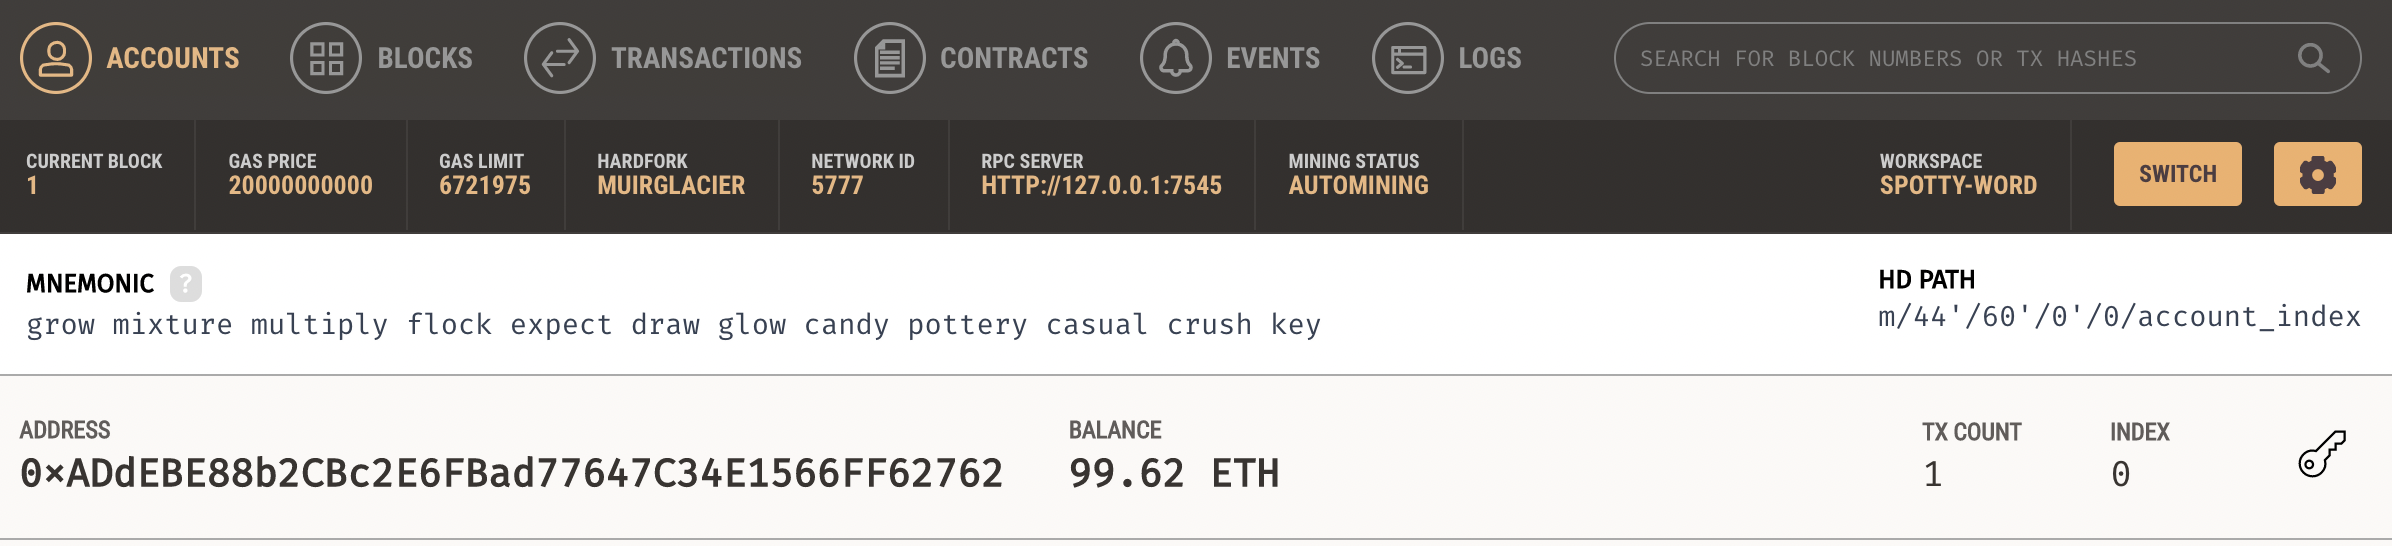 ACCOUNTS BLOCKS TRANSACTIONS CONTRACTS EVENTS LOGS SEARCH FOR BLOCK NUMBERS OR TX HASHES
CURRENT BLOCK GAS PRICE GAS LIMIT HARDFORK NETWORK ID RPC SERVER MINING STATUS WORKSPACE
1 20000000000 6721975 MUIRGLACIER 5777 HTTP://127.0.0.1:7545 AUTOMINING SPOTTY-WORD SWITCH
MNEMONIC ? HD PATH
grow mixture multiply flock expect draw glow candy pottery casual crush key m/44'/60'/0'/0/account_index
ADDRESS BALANCE TX COUNT INDEX
0×ADdEBE88b2CBc2E6FBad77647C34E1566FF62762 99.62 ETH 1 0